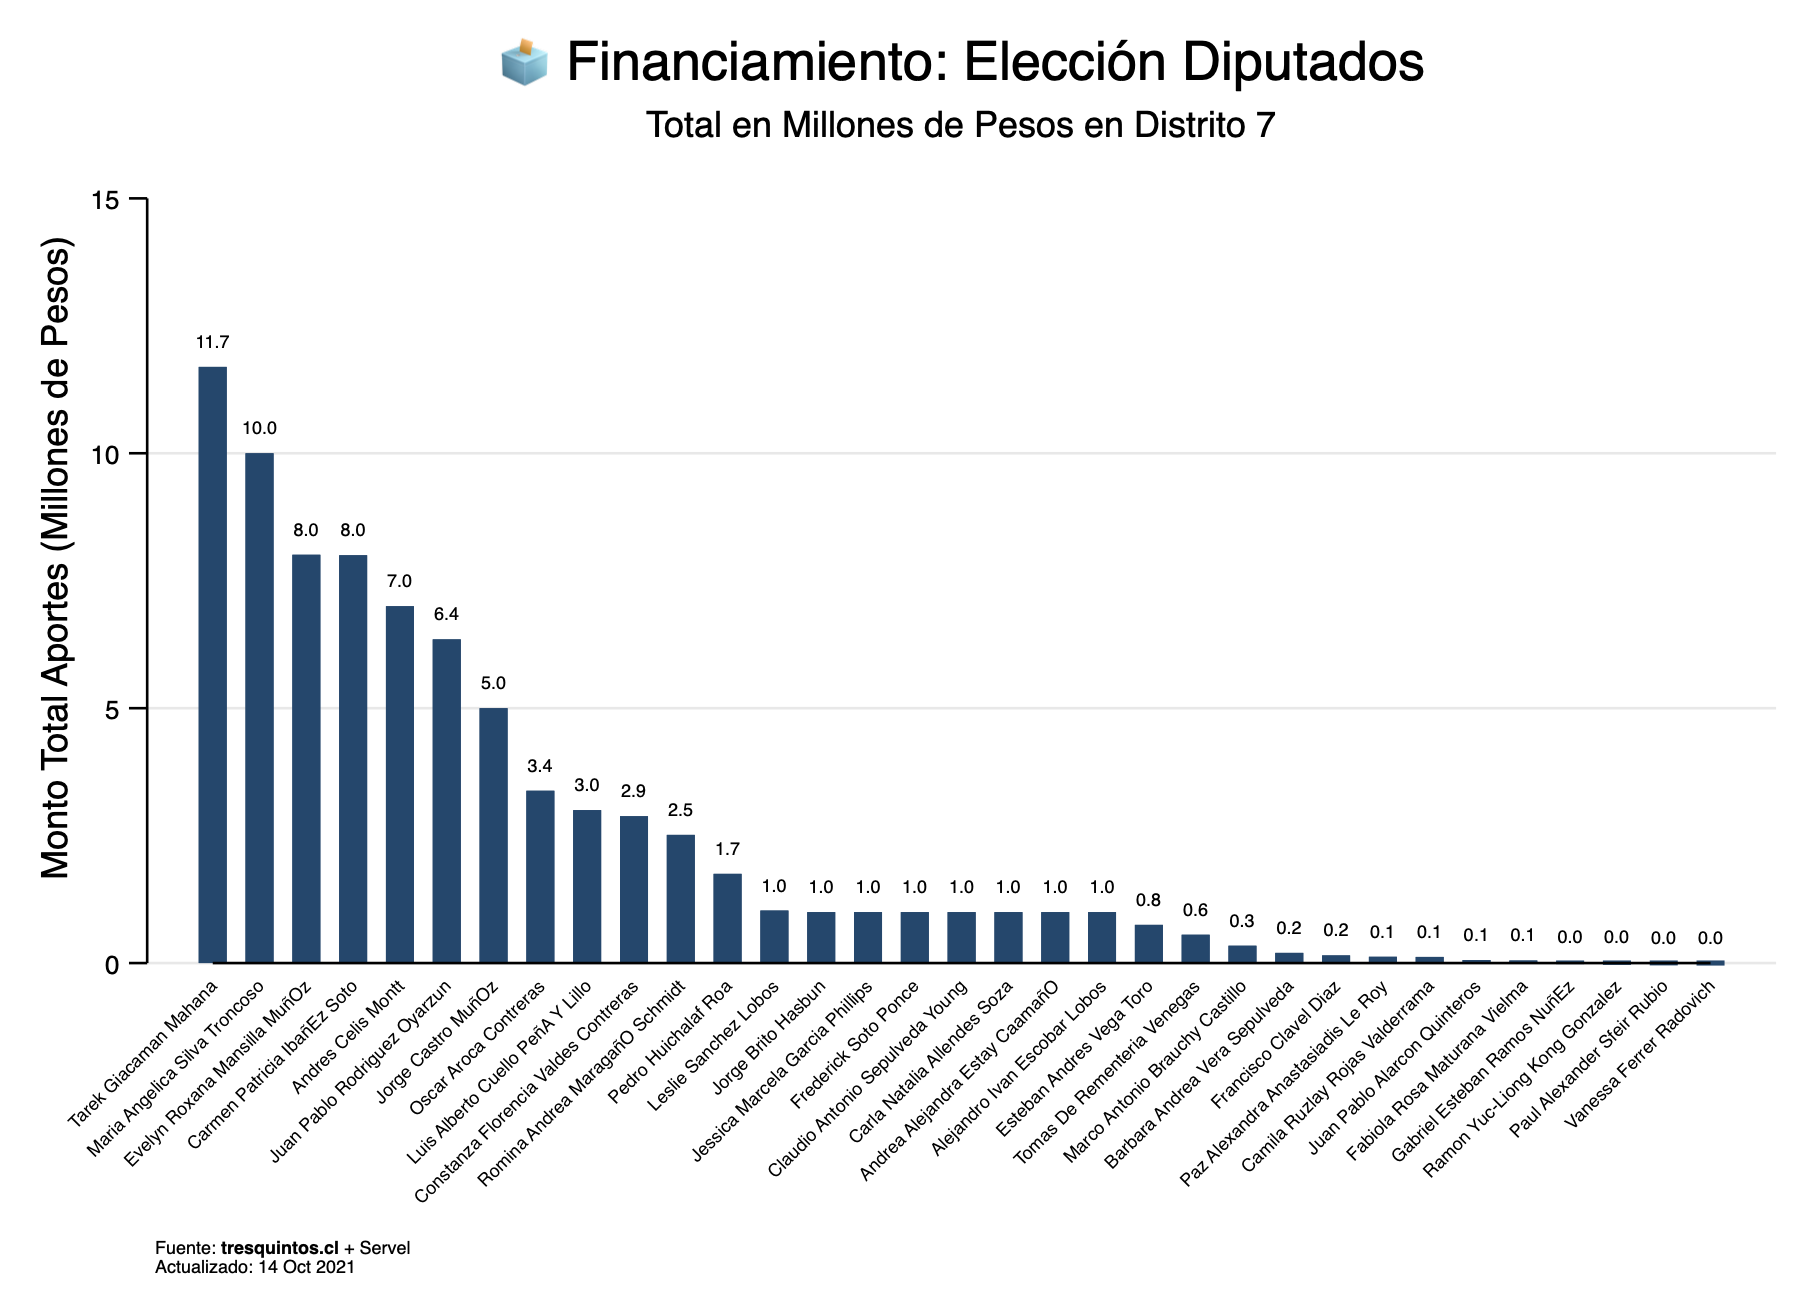 Financiamiento: Elección Diputados
Total en Millones de Pesos en Distrito 7
Monto Total Aportes (Millones de Pesos)
15
10
5
0
11.7
10.0
8.0
8.0
7.0
6.4
5.0
3.4
3.0
2.9
2.5
1.7
1.0
1.0
1.0
1.0
1.0
1.0
1.0
1.0
0.8
0.6
0.3
0.2
0.2
0.1
0.1
0.1
0.1
0.0
0.0
0.0
0.0
Tarek Giacaman Mahana
Maria Angelica Silva Troncoso
Evelyn Roxana Mansilla MuñOz
Carmen Patricia IbañEz Soto
Andres Celis Montt
Juan Pablo Rodriguez Oyarzun
Jorge Castro MuñOz
Oscar Aroca Contreras
Luis Alberto Cuello PeñA Y Lillo
Constanza Florencia Valdes Contreras
Romina Andrea MaragañO Schmidt
Pedro Huichalaf Roa
Leslie Sanchez Lobos
Jorge Brito Hasbun
Jessica Marcela Garcia Phillips
Frederick Soto Ponce
Claudio Antonio Sepulveda Young
Carla Natalia Allendes Soza
Andrea Alejandra Estay CaamañO
Alejandro Ivan Escobar Lobos
Esteban Andres Vega Toro
Tomas De Rementeria Venegas
Marco Antonio Brauchy Castillo
Barbara Andrea Vera Sepulveda
Francisco Clavel Diaz
Paz Alexandra Anastasiadis Le Roy
Camila Ruzlay Rojas Valderrama
Juan Pablo Alarcon Quinteros
Fabiola Rosa Maturana Vielma
Gabriel Esteban Ramos NuñEz
Ramon Yuc-Liong Kong Gonzalez
Paul Alexander Sfeir Rubio
Vanessa Ferrer Radovich
Fuente: tresquintos.cl + Servel
Actualizado: 14 Oct 2021